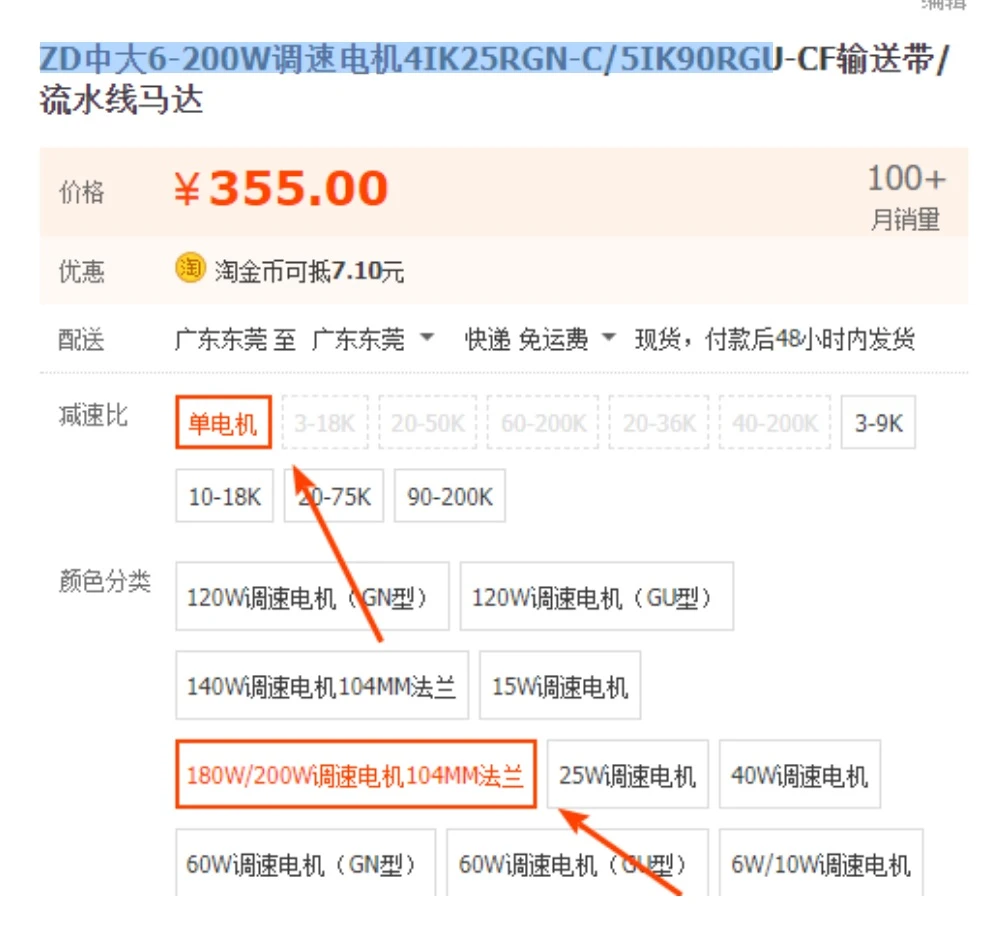 编辑
ZD中大6-200W调速电机4IK25RGN-C/5IK90RGU-CF输送带/
流水线马达
价格 ¥355.00 100+
月销量
优惠 淘 淘金币可抵7.10元
配送 广东东莞 至 广东东莞 快递 免运费 现货，付款后48小时内发货
减速比 单电机 3-18K 20-50K 60-200K 20-36K 40-200K 3-9K
10-18K 20-75K 90-200K
颜色分类 120W调速电机（GN型） 120W调速电机（GU型）
140W调速电机104MM法兰 15W调速电机
180W/200W调速电机104MM法兰 25W调速电机 40W调速电机
60W调速电机（GN型） 60W调速电机（GU型） 6W/10W调速电机